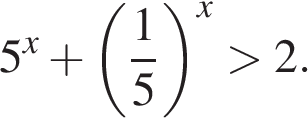 5^x + (1/5)^x > 2.